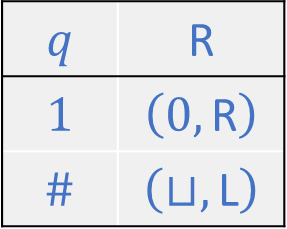 q R
1 (0, R)
# (⊔, L)